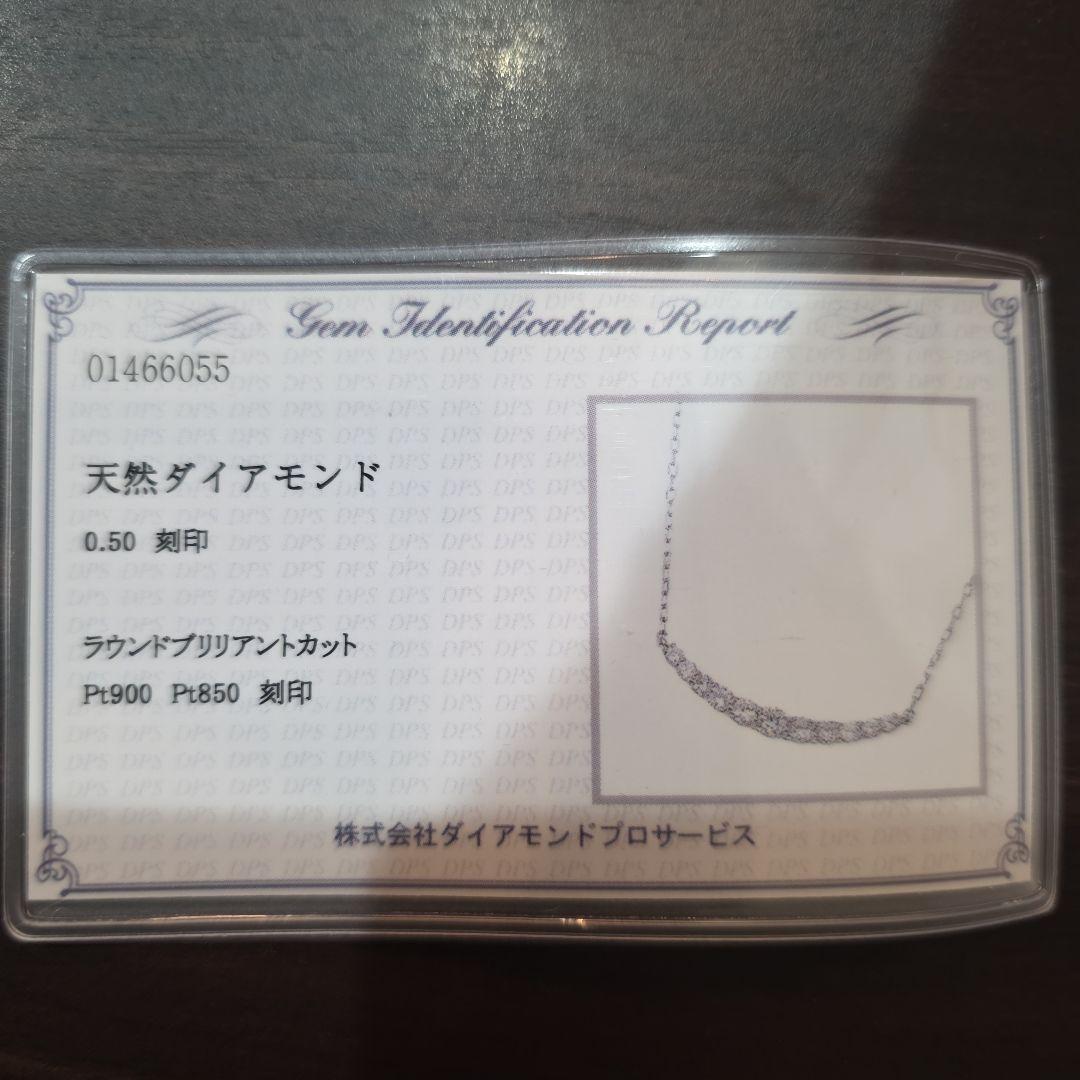 Gem Identification Report
01466055
天然ダイアモンド
0.50 刻印
ラウンドブリリアントカット
Pt900 Pt850 刻印
株式会社ダイアモンドプロサービス